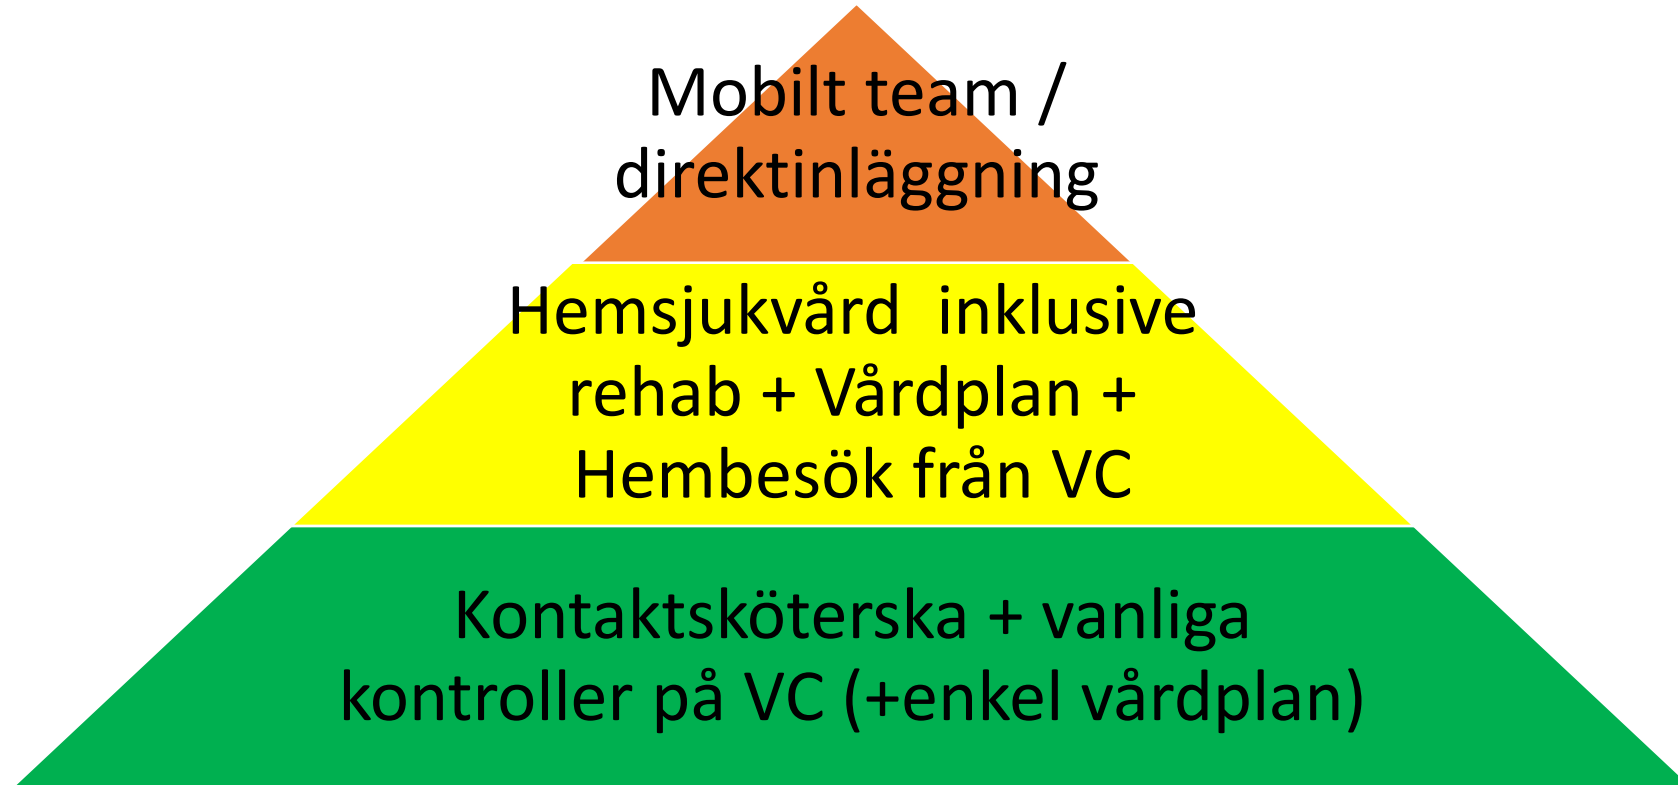 Mobilt team /
direktinläggning
Hemsjukvård  inklusive
rehab + Vårdplan +
Hembesök från VC
Kontaktsköterska + vanliga
kontroller på VC (+enkel vårdplan)